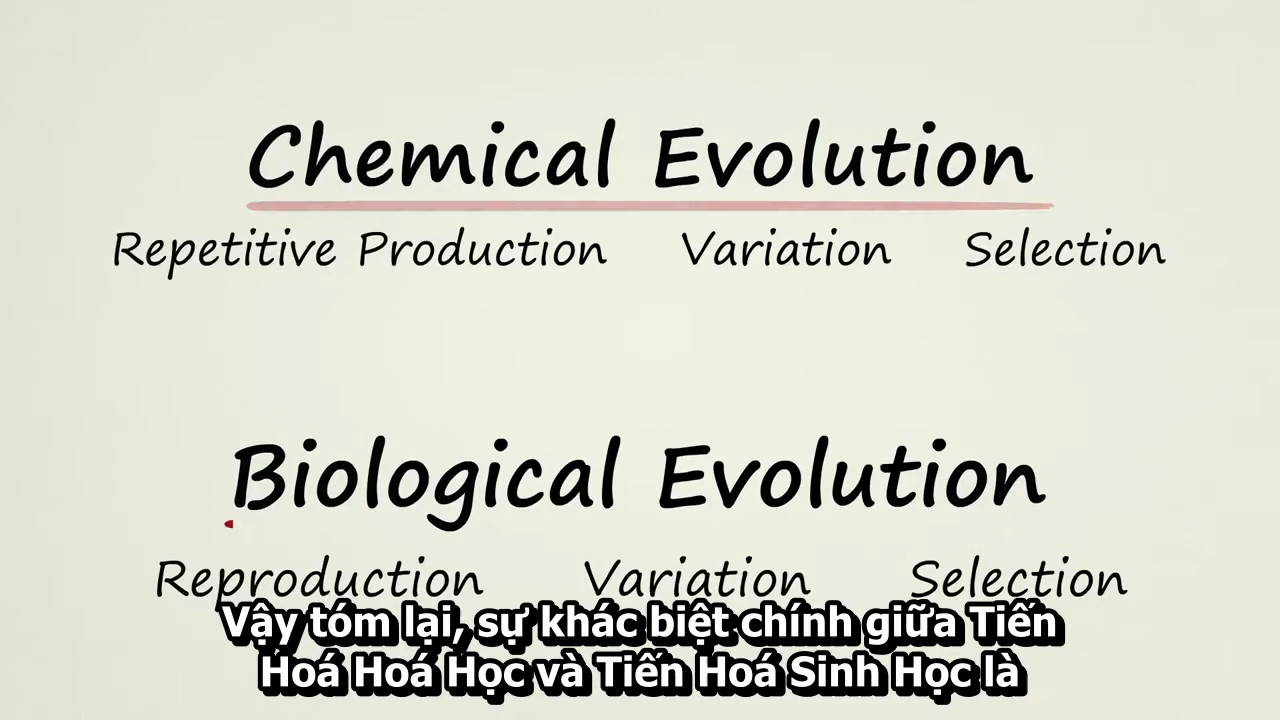 Chemical Evolution
Repetitive Production Variation Selection
Biological Evolution
Reproduction Variation Selection
Vậy tóm lại, sự khác biệt chính giữa Tiến
Hoá Hoá Học và Tiến Hoá Sinh Học là